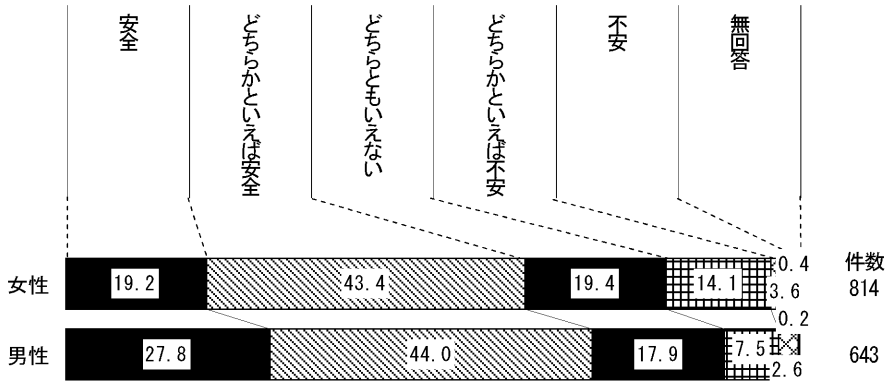 安全
どちらかといえば安全
どちらともいえない
どちらかといえば不安
不安
無回答
件数
女性 19.2 43.4 19.4 14.1 3.6 0.4 814
男性 27.8 44.0 17.9 7.5 2.6 0.2 643